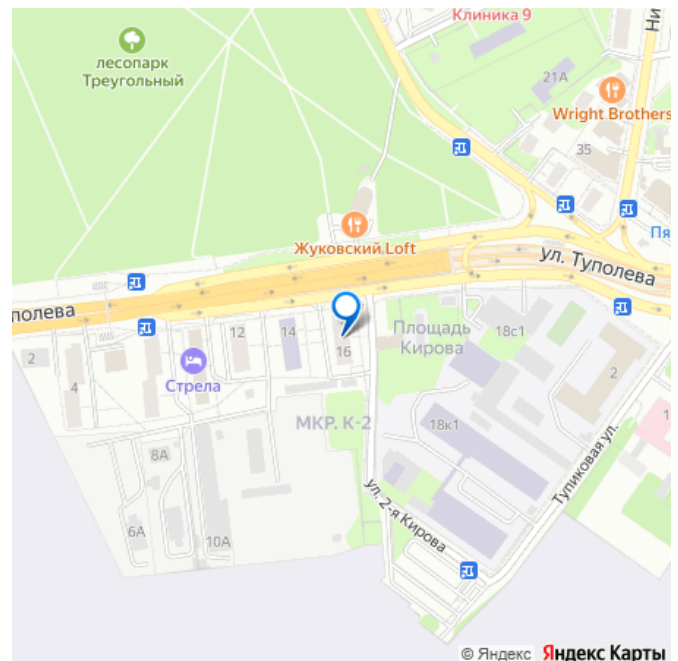 Клиника 9
лесопарк
Треугольный
21А
Wright Brothers
35
Жуковский Loft
ул. Туполева
полева
12
14
16
2
4
Стрела
Площадь
Кирова
18с1
2
МКР. К-2
18к1
8А
6А
10А
ул. 2-я Кирова
Тупиковая ул.
© Яндекс Яндекс Карты